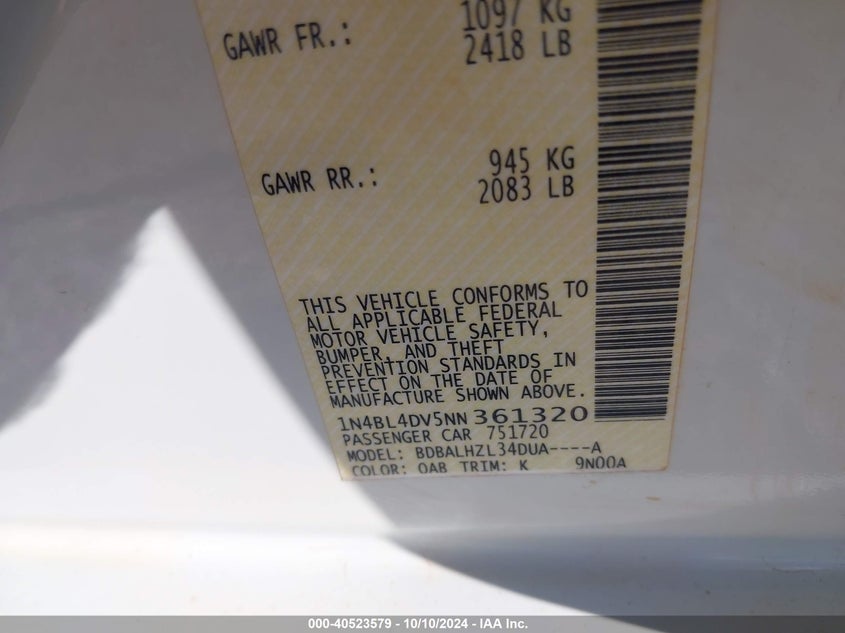 GAWR FR.: 1097 KG
2418 LB
GAWR RR.: 945 KG
2083 LB
THIS VEHICLE CONFORMS TO
ALL APPLICABLE FEDERAL
MOTOR VEHICLE SAFETY,
BUMPER, AND THEFT
PREVENTION STANDARDS IN
EFFECT ON THE DATE OF
MANUFACTURE SHOWN ABOVE.
1N4BL4DV5NN361320
PASSENGER CAR 751720
MODEL: BDBALHZL34DUA----A
COLOR: QAB TRIM: K 9N00A
000-40523579 - 10/10/2024 - IAA Inc.